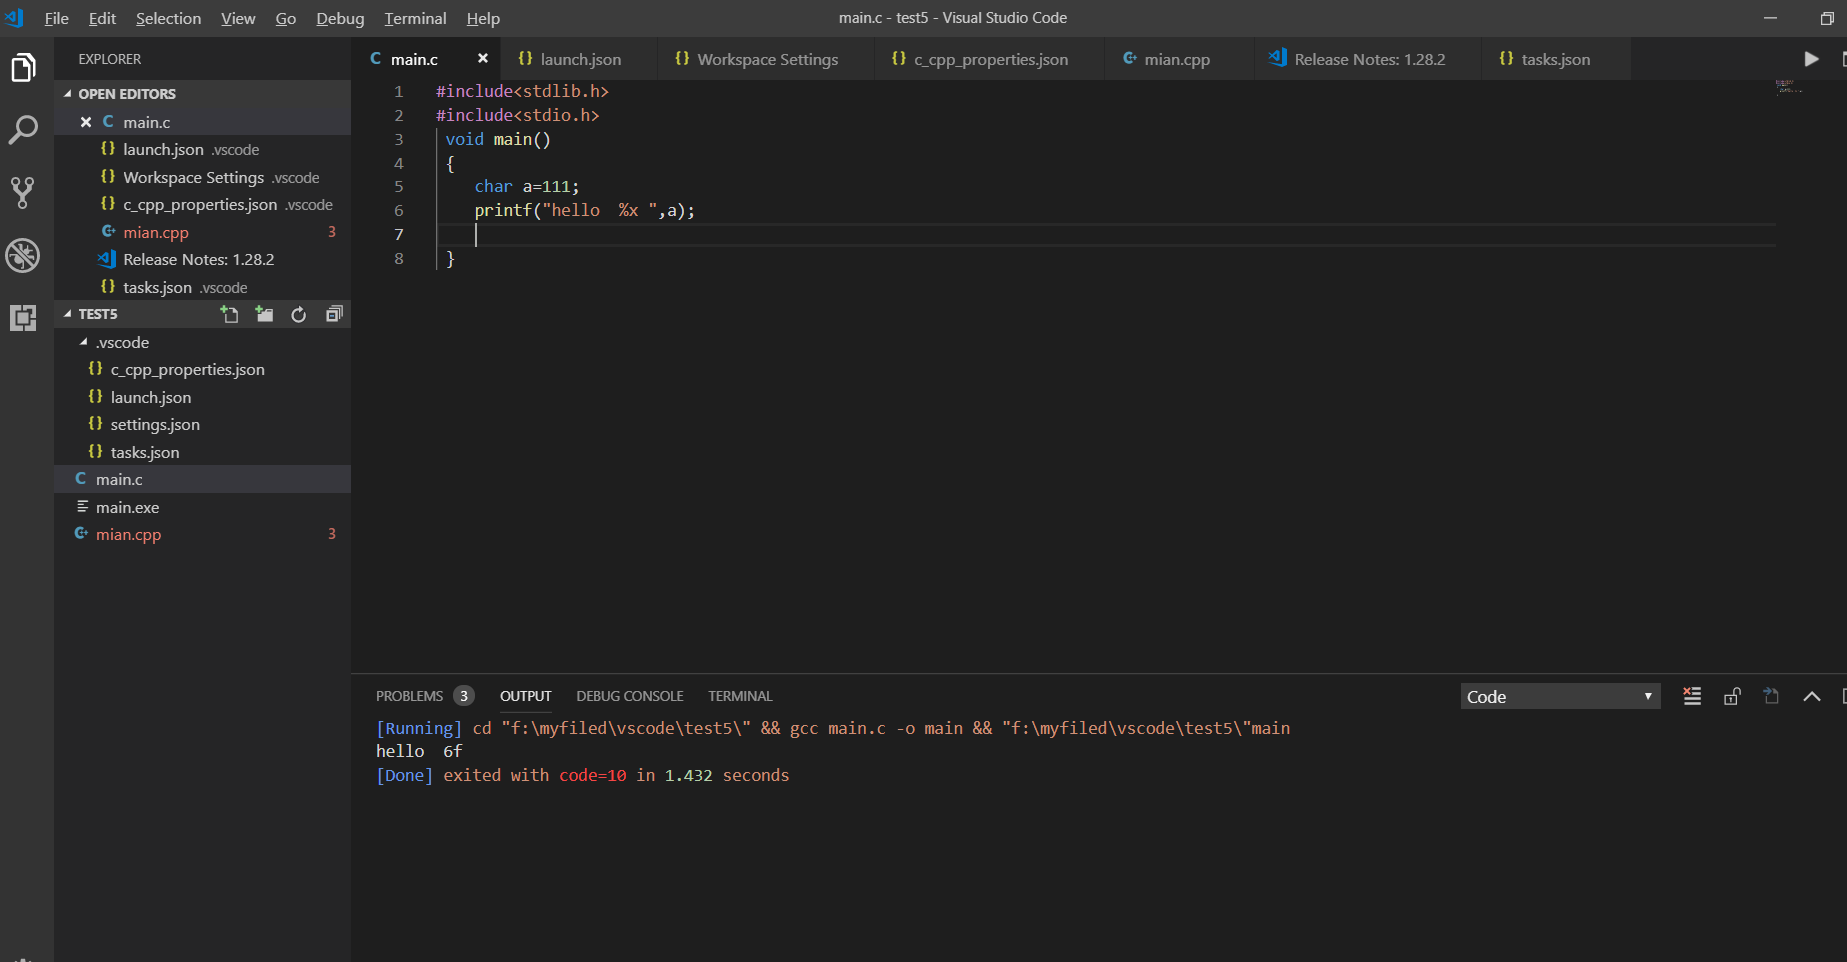 File Edit Selection View Go Debug Terminal Help main.c - test5 - Visual Studio Code
EXPLORER
OPEN EDITORS
main.c
launch.json .vscode
Workspace Settings .vscode
c_cpp_properties.json .vscode
mian.cpp 3
Release Notes: 1.28.2
tasks.json .vscode
TEST5
.vscode
c_cpp_properties.json
launch.json
settings.json
tasks.json
main.c
main.exe
mian.cpp 3
main.c launch.json Workspace Settings c_cpp_properties.json mian.cpp Release Notes: 1.28.2 tasks.json
1 #include<stdlib.h>
2 #include<stdio.h>
3 void main()
4 {
5 char a=111;
6 printf("hello  %x ",a);
7
8 }
PROBLEMS 3 OUTPUT DEBUG CONSOLE TERMINAL Code
[Running] cd "f:\myfiled\vscode\test5\" && gcc main.c -o main && "f:\myfiled\vscode\test5\"main
hello  6f
[Done] exited with code=10 in 1.432 seconds